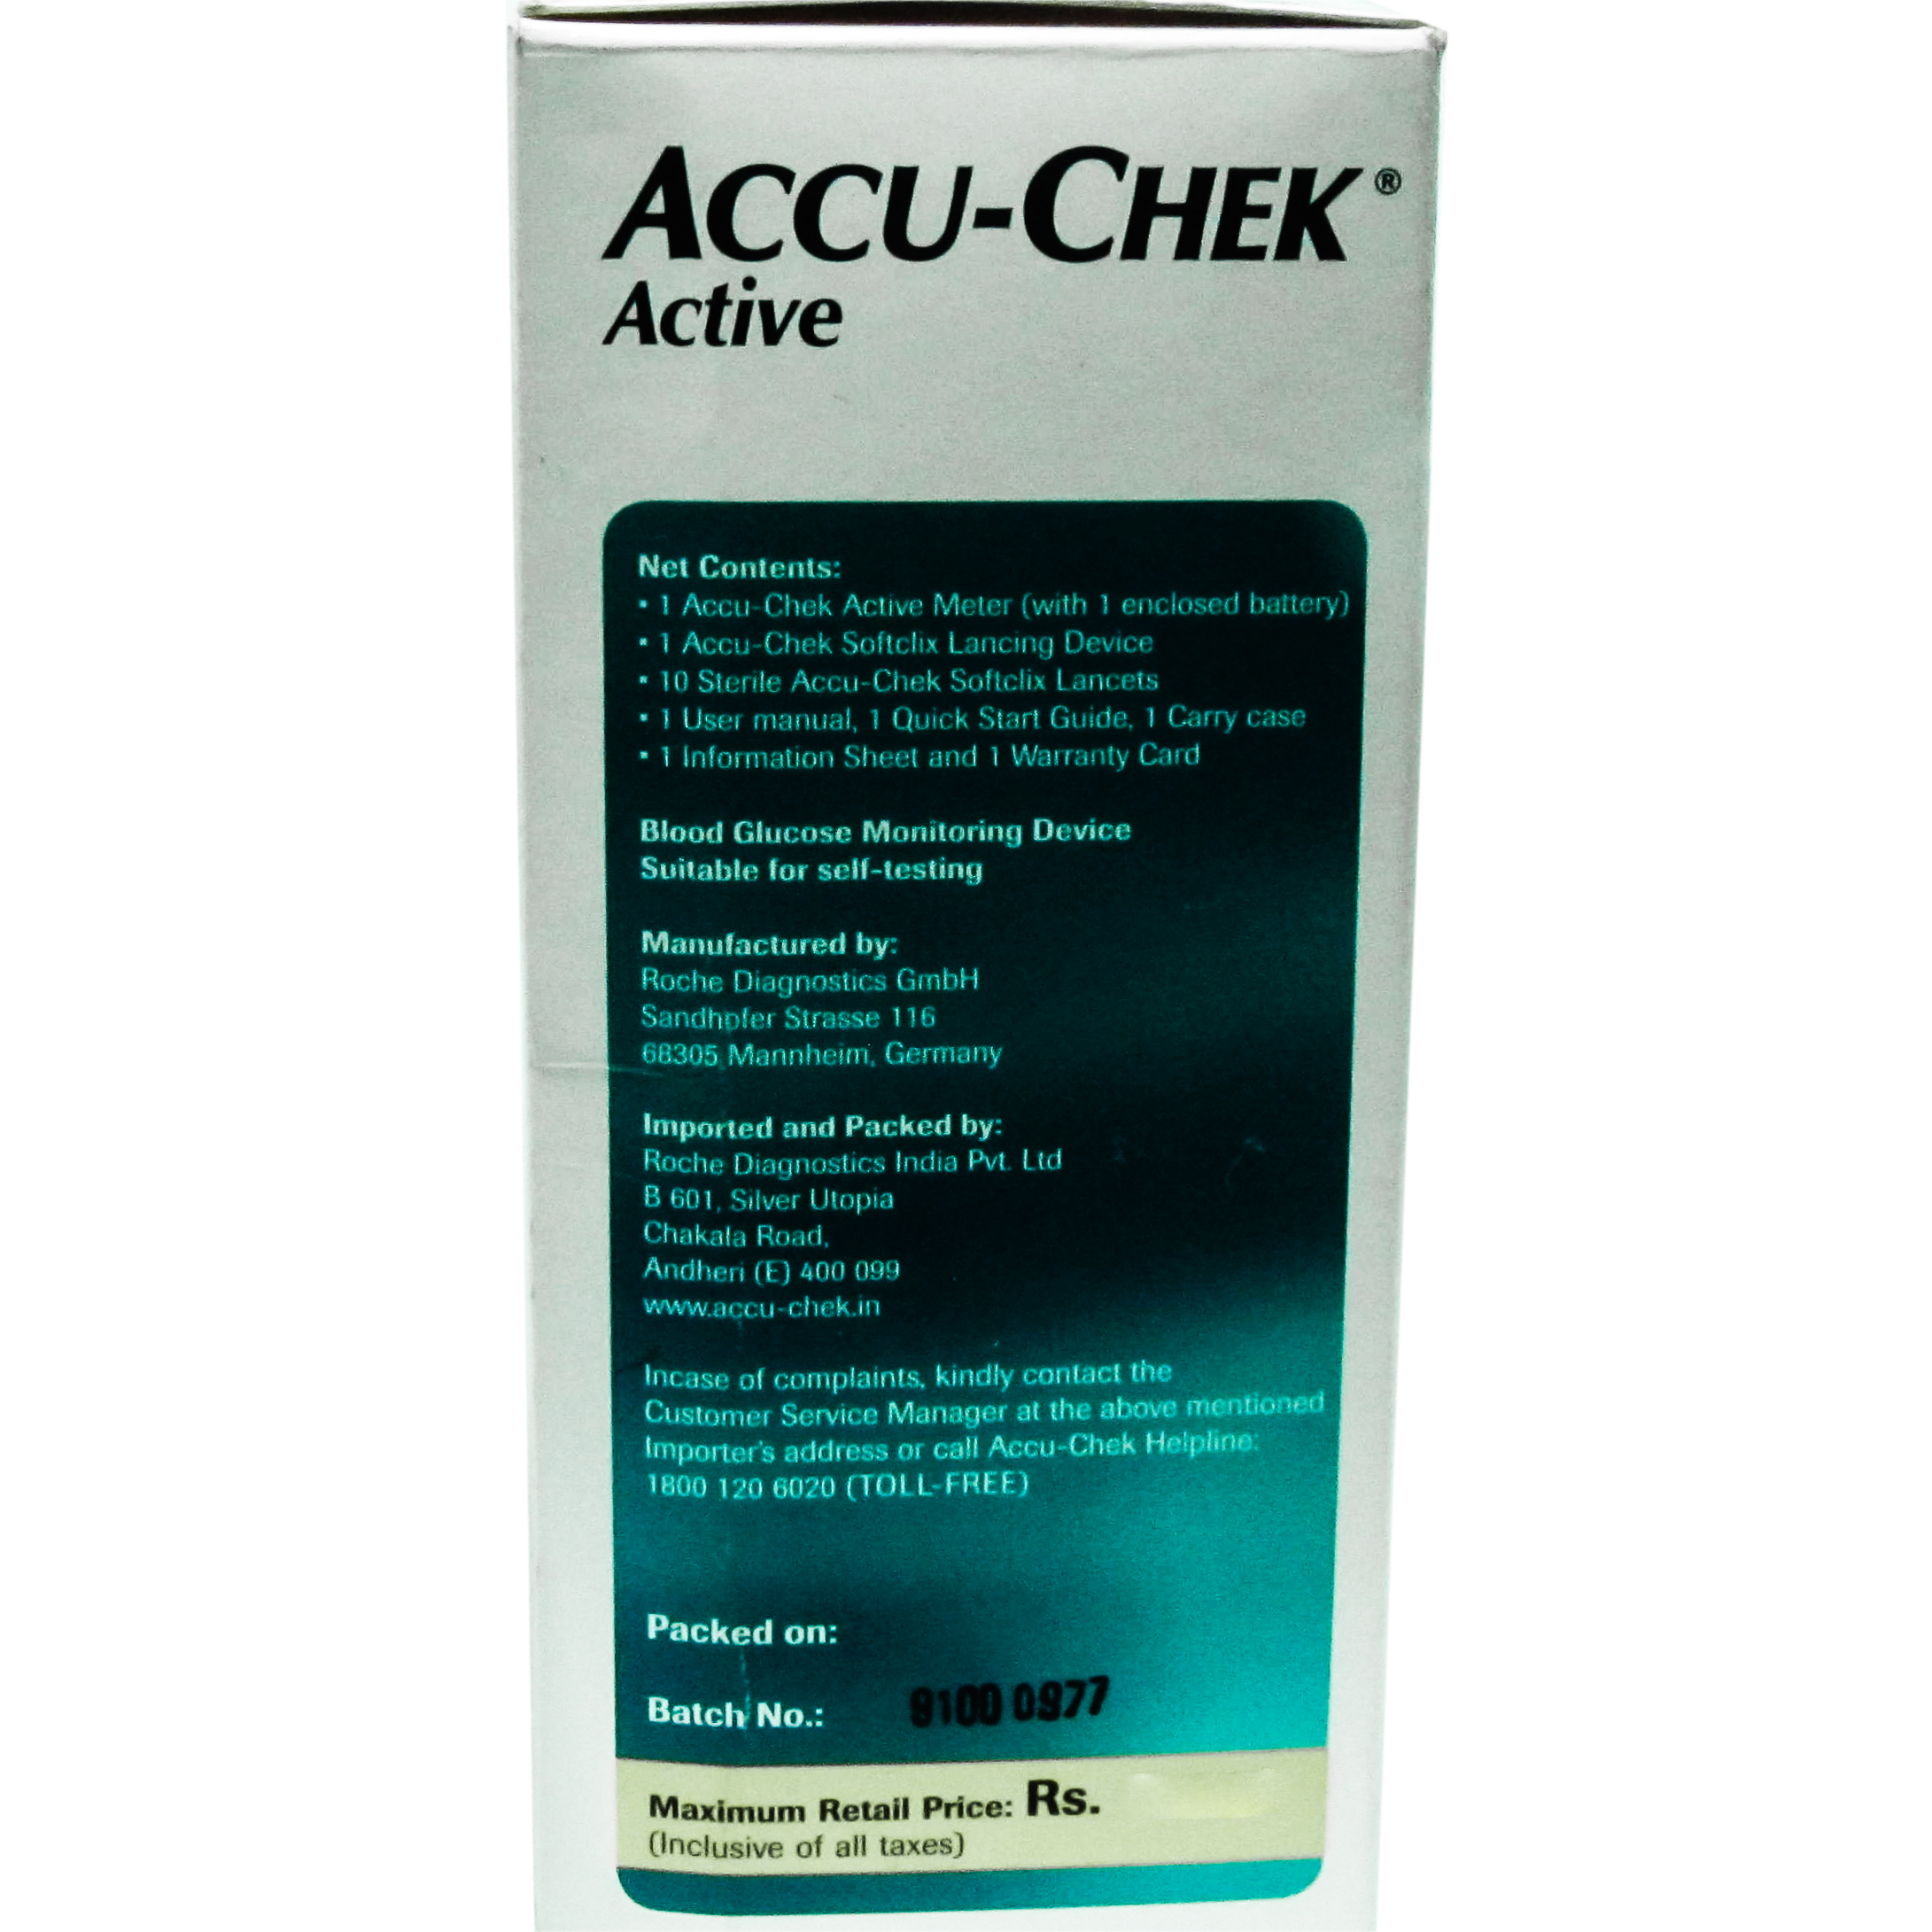 ACCU-CHEK®
Active
Net Contents:
▪ 1 Accu-Chek Active Meter (with 1 enclosed battery)
▪ 1 Accu-Chek Softclix Lancing Device
▪ 10 Sterile Accu-Chek Softclix Lancets
▪ 1 User manual, 1 Quick Start Guide, 1 Carry case
▪ 1 Information Sheet and 1 Warranty Card
Blood Glucose Monitoring Device
Suitable for self-testing
Manufactured by:
Roche Diagnostics GmbH
Sandhofer Strasse 116
68305 Mannheim, Germany
Imported and Packed by:
Roche Diagnostics India Pvt. Ltd
B 601, Silver Utopia
Chakala Road,
Andheri (E) 400 099
www.accu-chek.in
Incase of complaints, kindly contact the
Customer Service Manager at the above mentioned
Importer's address or call Accu-Chek Helpline:
1800 120 6020 (TOLL-FREE)
Packed on:
Batch No.:
Maximum Retail Price: Rs.
(Inclusive of all taxes)